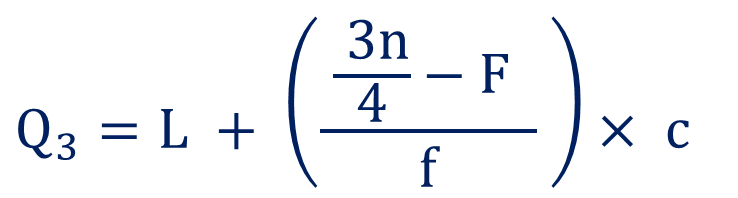 Q₃ = L + ( (3n/4 − F) / f ) × c